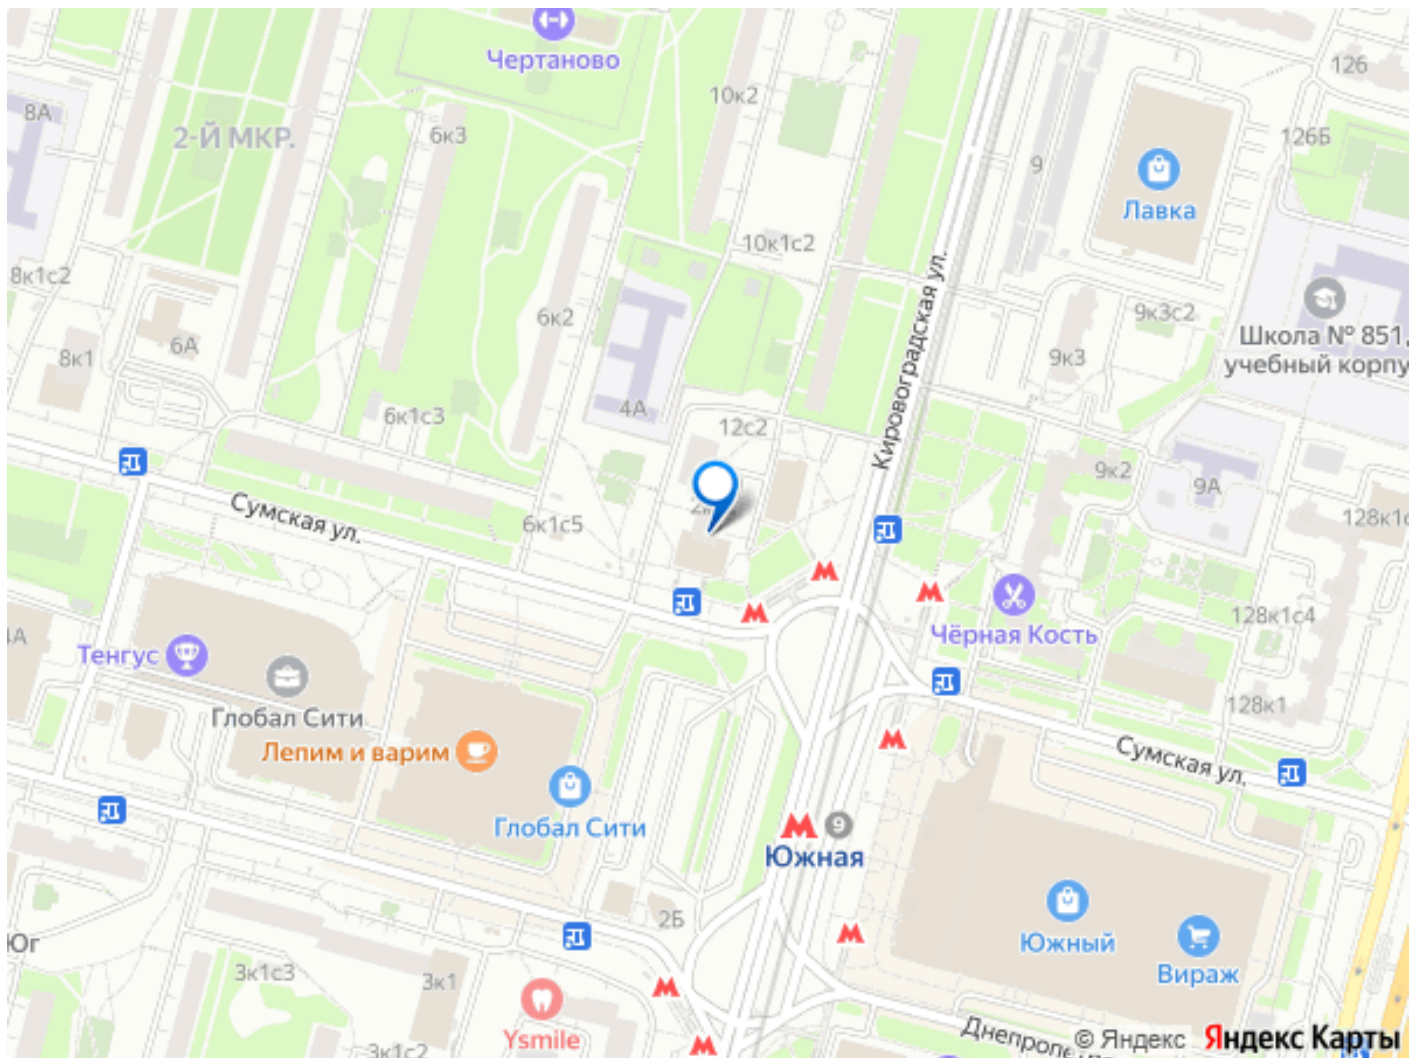 Чертаново
126
8А
10к2
2-Й МКР.
6к3
126Б
9
Лавка
10к1с2
8к1с2
Кировоградская ул.
9к3с2
6к2
Школа № 851,
учебный корпу
6А
8к1
9к3
4А
6к1с3
12с2
9к2
9А
Сумская ул.
6к1с5
128к1с4
Чёрная Кость
Тенгус
Глобал Сити
128к1
Лепим и варим
Сумская ул.
Глобал Сити
9
Южная
2Б
Южный
Юг
3к1с3
3к1
Вираж
Ysmile
3к1с2
© Яндекс
Яндекс Карты